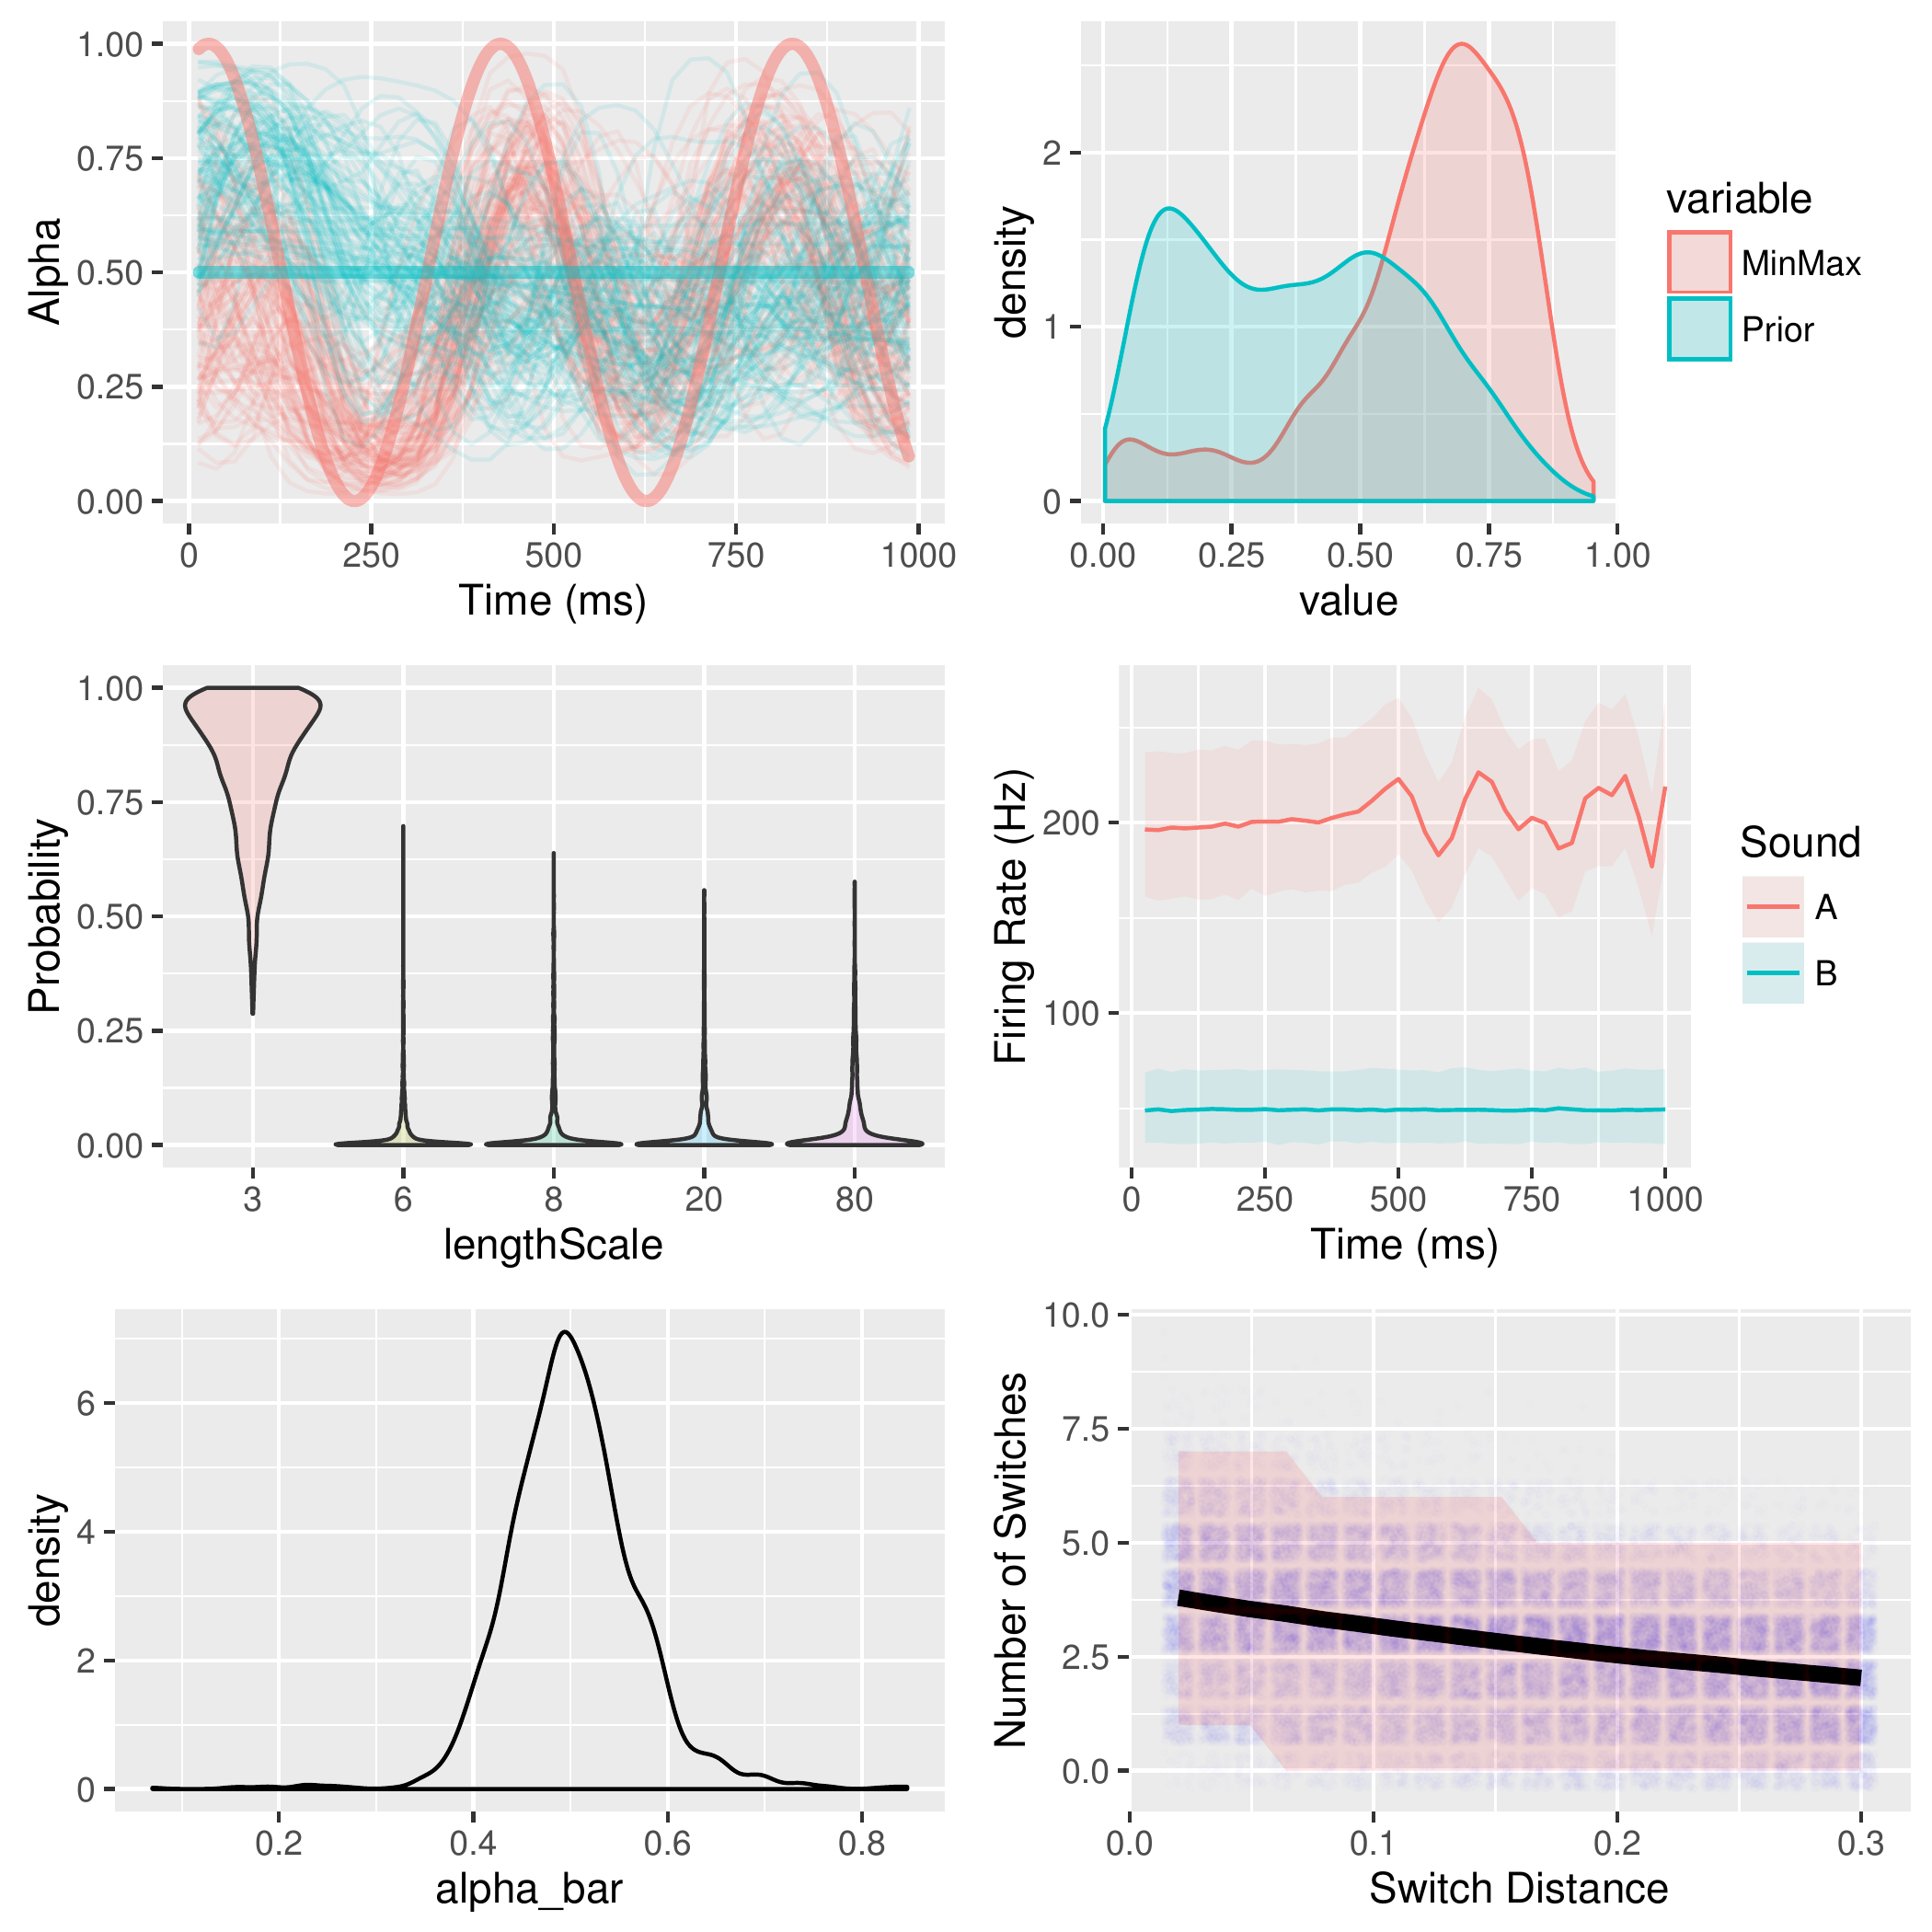 1.00
0.75
0.50
0.25
0.00
Alpha
0 250 500 750 1000
Time (ms)
2
1
0
density
0.00 0.25 0.50 0.75 1.00
value
variable
MinMax
Prior
1.00
0.75
0.50
0.25
0.00
Probability
3 6 8 20 80
lengthScale
200
100
Firing Rate (Hz)
0 250 500 750 1000
Time (ms)
Sound
A
B
6
4
2
0
density
0.2 0.4 0.6 0.8
alpha_bar
10.0
7.5
5.0
2.5
0.0
Number of Switches
0.0 0.1 0.2 0.3
Switch Distance